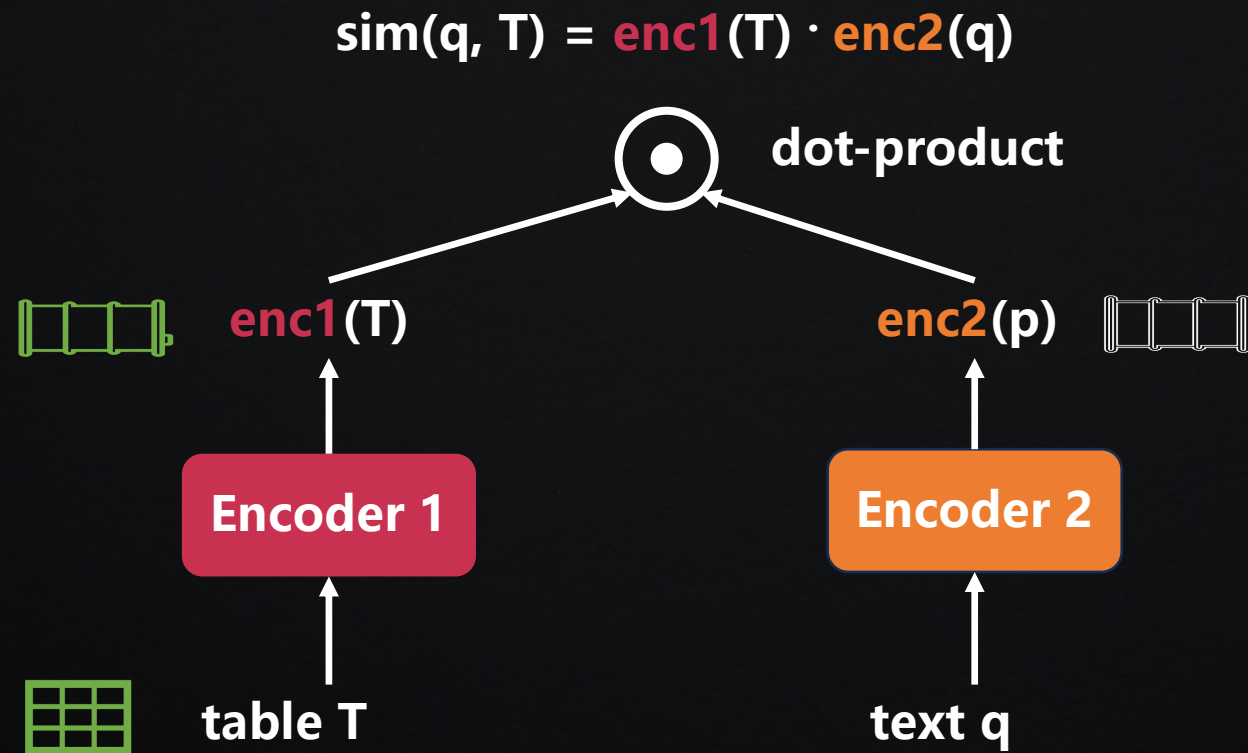 sim(q, T) = enc1(T) · enc2(q)
dot-product
enc1(T)
enc2(p)
Encoder 1
Encoder 2
table T
text q